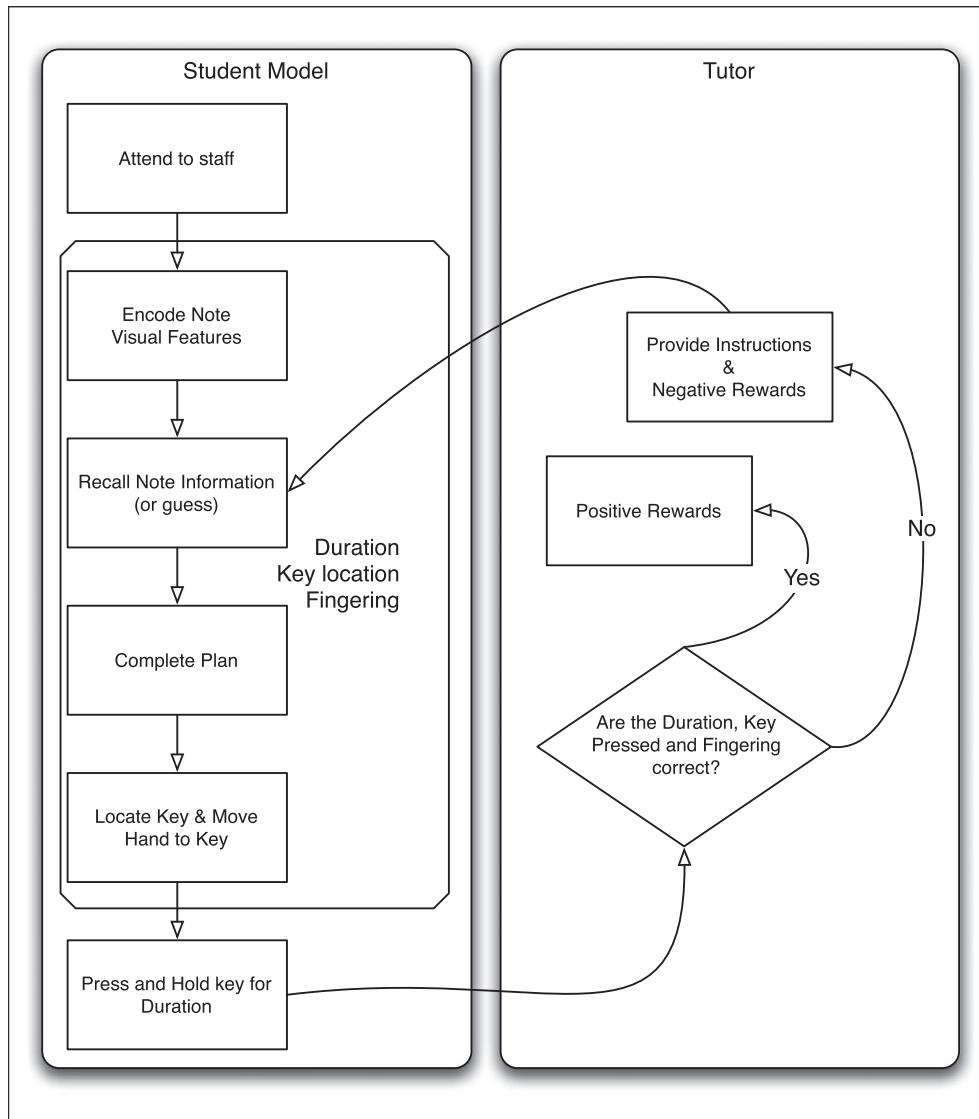 Student Model
Attend to staff
Encode Note
Visual Features
Recall Note Information
(or guess)
Duration
Key location
Fingering
Complete Plan
Locate Key & Move
Hand to Key
Press and Hold key for
Duration
Tutor
Provide Instructions
&
Negative Rewards
Positive Rewards
No
Yes
Are the Duration, Key
Pressed and Fingering
correct?